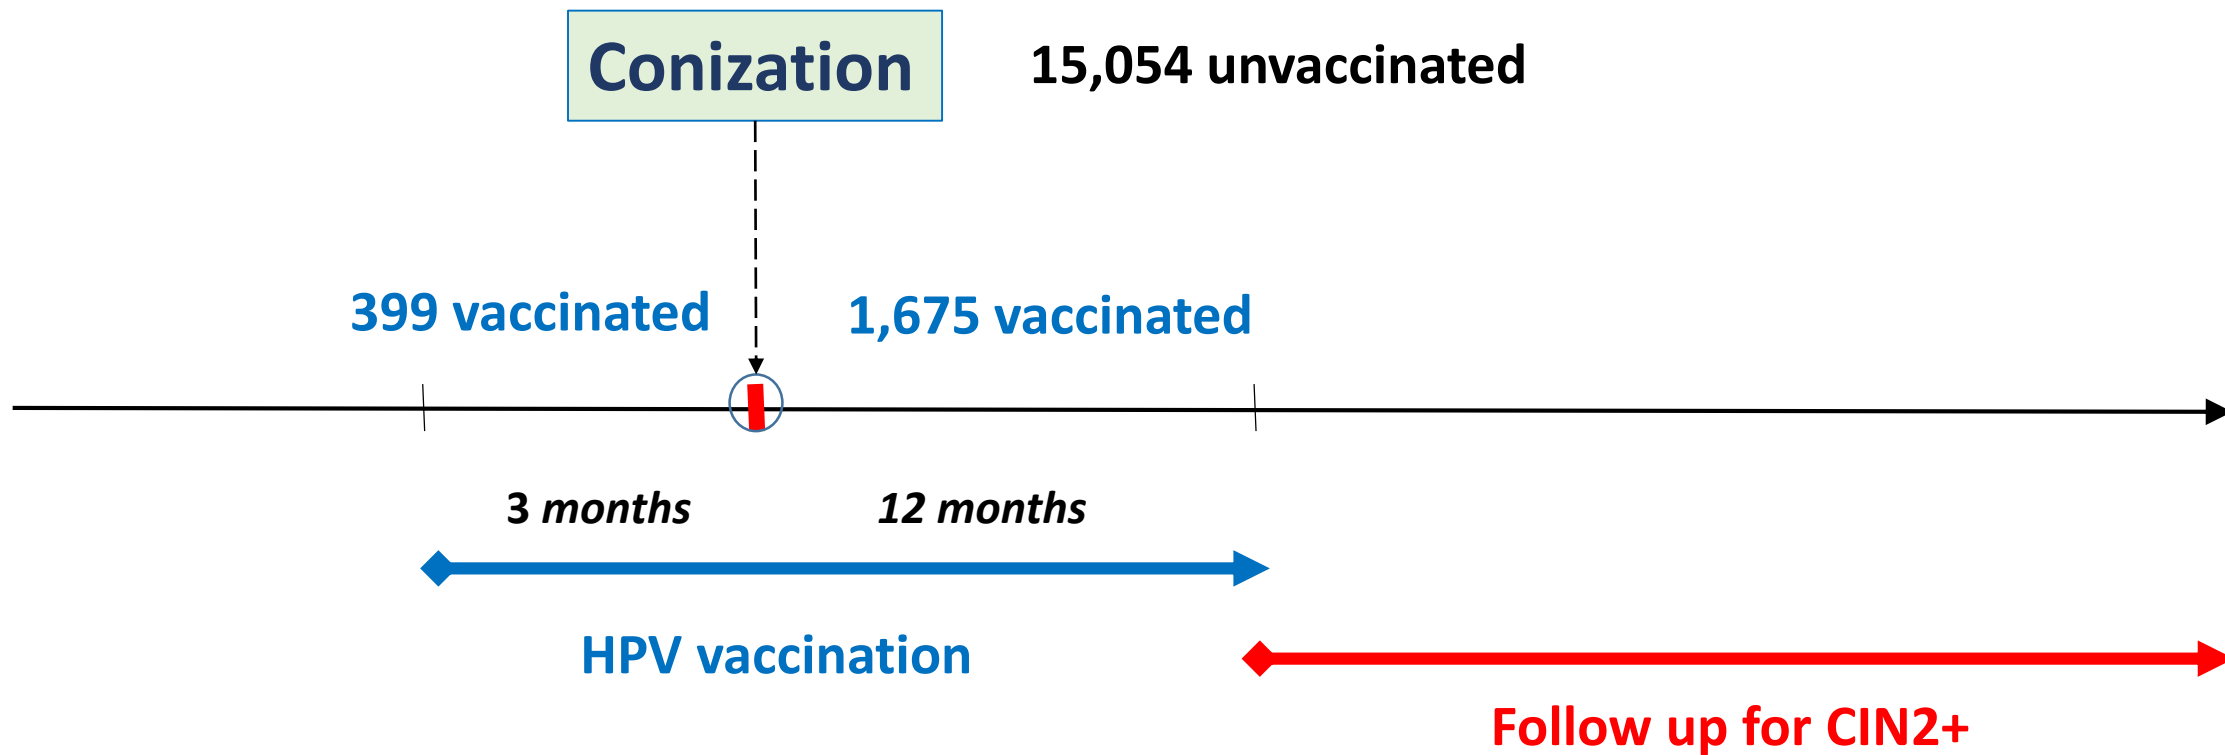 Conization
15,054 unvaccinated
399 vaccinated
1,675 vaccinated
3 months
12 months
HPV vaccination
Follow up for CIN2+